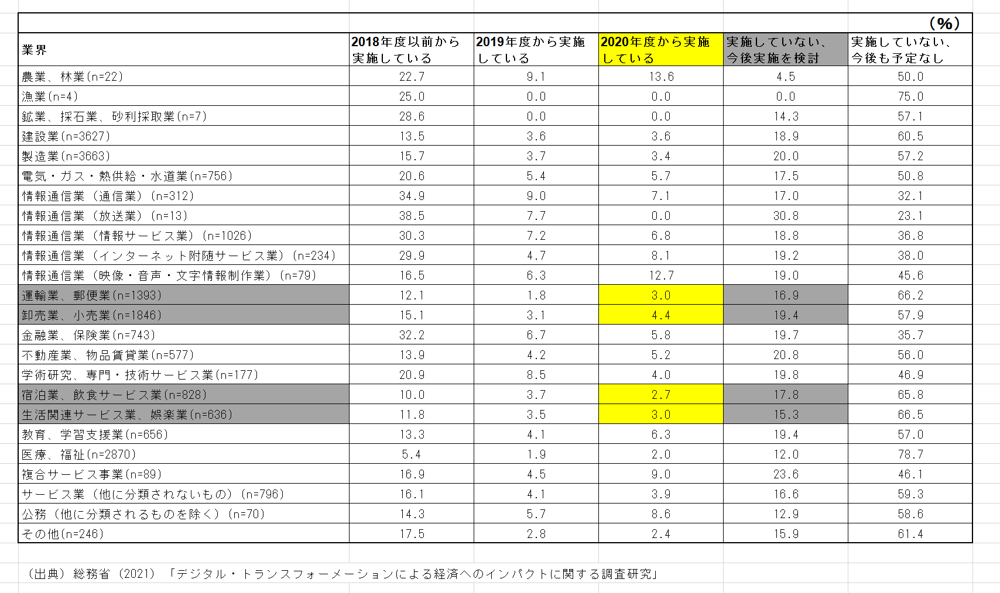 (%)
業界 2018年度以前から実施している 2019年度から実施している 2020年度から実施している 実施していない、今後実施を検討 実施していない、今後も予定なし
農業、林業(n=22) 22.7 9.1 13.6 4.5 50.0
漁業(n=4) 25.0 0.0 0.0 0.0 75.0
鉱業、採石業、砂利採取業(n=7) 28.6 0.0 0.0 14.3 57.1
建設業(n=3627) 13.5 3.6 3.6 18.9 60.5
製造業(n=3663) 15.7 3.7 3.4 20.0 57.2
電気・ガス・熱供給・水道業(n=756) 20.6 5.4 5.7 17.5 50.8
情報通信業（通信業）(n=312) 34.9 9.0 7.1 17.0 32.1
情報通信業（放送業）(n=13) 38.5 7.7 0.0 30.8 23.1
情報通信業（情報サービス業）(n=1026) 30.3 7.2 6.8 18.8 36.8
情報通信業（インターネット附随サービス業）(n=234) 29.9 4.7 8.1 19.2 38.0
情報通信業（映像・音声・文字情報制作業）(n=79) 16.5 6.3 12.7 19.0 45.6
運輸業、郵便業(n=1393) 12.1 1.8 3.0 16.9 66.2
卸売業、小売業(n=1846) 15.1 3.1 4.4 19.4 57.9
金融業、保険業(n=743) 32.2 6.7 5.8 19.7 35.7
不動産業、物品賃貸業(n=577) 13.9 4.2 5.2 20.8 56.0
学術研究、専門・技術サービス業(n=177) 20.9 8.5 4.0 19.8 46.9
宿泊業、飲食サービス業(n=828) 10.0 3.7 2.7 17.8 65.8
生活関連サービス業、娯楽業(n=636) 11.8 3.5 3.0 15.3 66.5
教育、学習支援業(n=656) 13.3 4.1 6.3 19.4 57.0
医療、福祉(n=2870) 5.4 1.9 2.0 12.0 78.7
複合サービス事業(n=89) 16.9 4.5 9.0 23.6 46.1
サービス業（他に分類されないもの）(n=796) 16.1 4.1 3.9 16.6 59.3
公務（他に分類されるものを除く）(n=70) 14.3 5.7 8.6 12.9 58.6
その他(n=246) 17.5 2.8 2.4 15.9 61.4
（出典）総務省（2021）「デジタル・トランスフォーメーションによる経済へのインパクトに関する調査研究」